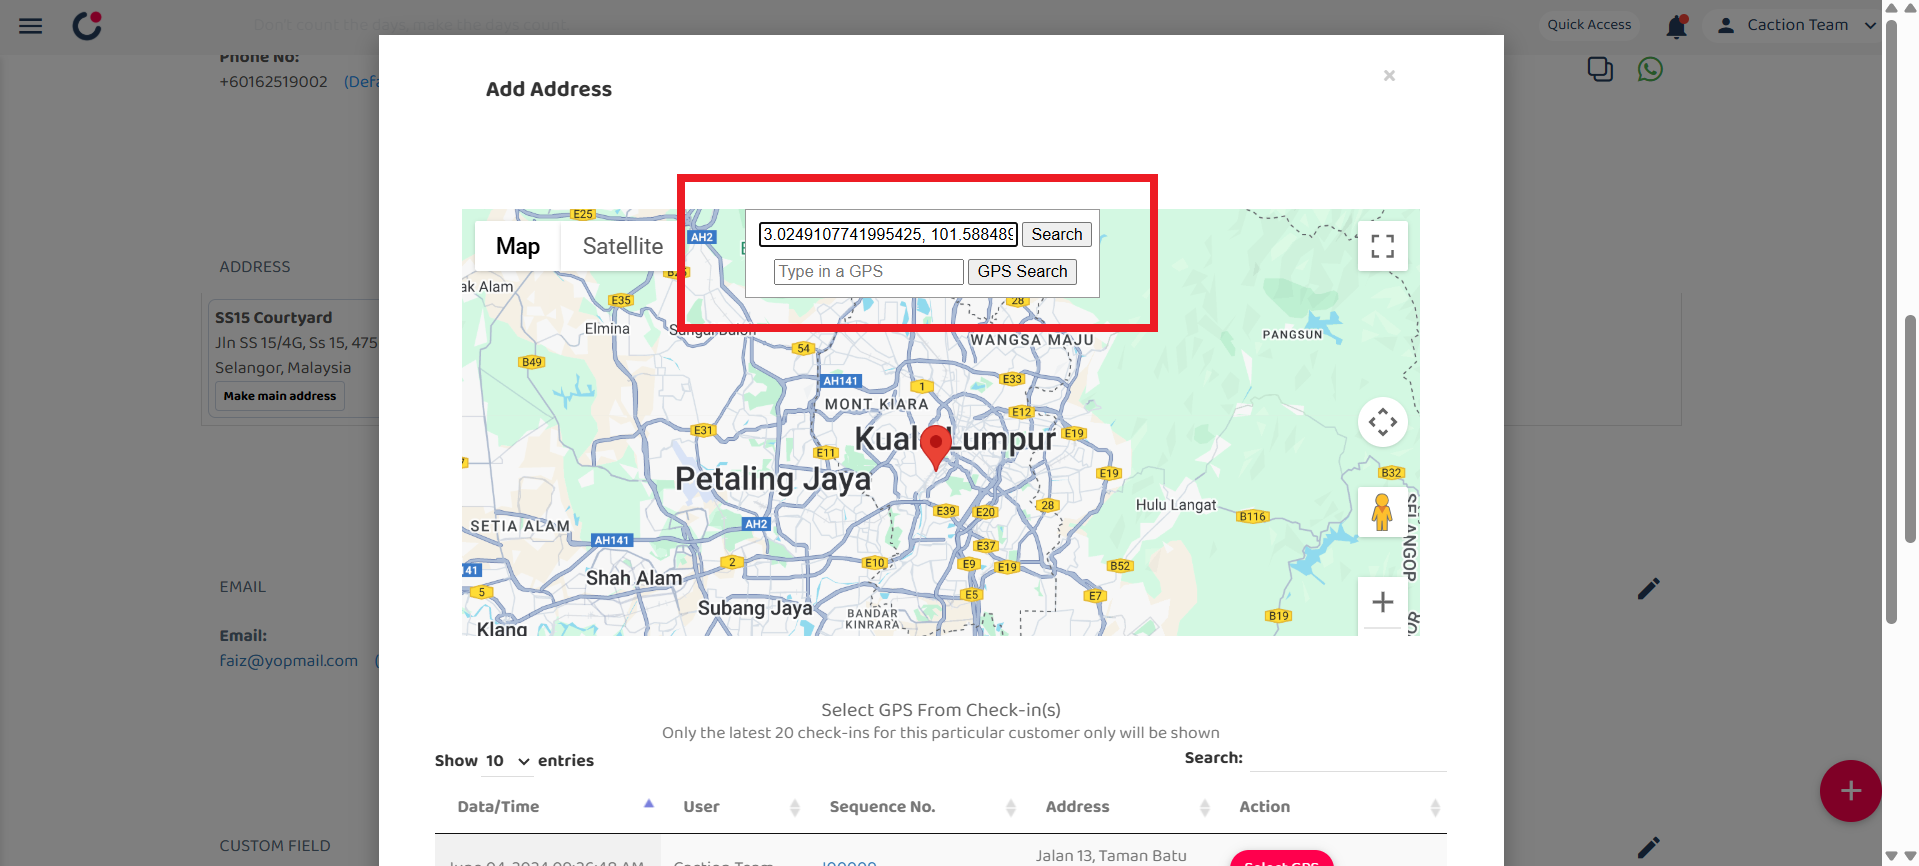 Don't count the days, make the days count.
Quick Access
Caction Team
Phone No:
+60162519002
Add Address
×
Map
Satellite
3.0249107741995425, 101.588489
Search
Type in a GPS
GPS Search
E25
AH2
B49
E35
28
54
AH141
1
E33
E12
E31
E11
E19
E19
B32
AH2
E39
E20
28
B116
AH141
E37
2
E10
E9
E19
B52
41
5
E5
E7
B19
ak Alam
Elmina
WANGSA MAJU
PANGSUN
MONT KIARA
Lumpur
Petaling Jaya
Hulu Langat
SETIA ALAM
SELANGOR
Shah Alam
Subang Jaya
BANDAR
KINRARA
Klang
ADDRESS
SS15 Courtyard
Jln SS 15/4G, Ss 15, 475
Selangor, Malaysia
Make main address
EMAIL
Email:
faiz@yopmail.com
CUSTOM FIELD
Select GPS From Check-in(s)
Only the latest 20 check-ins for this particular customer only will be shown
Show 10 entries
Search:
Data/Time
User
Sequence No.
Address
Action
Caction Team
Jalan 13, Taman Batu
Select GPS